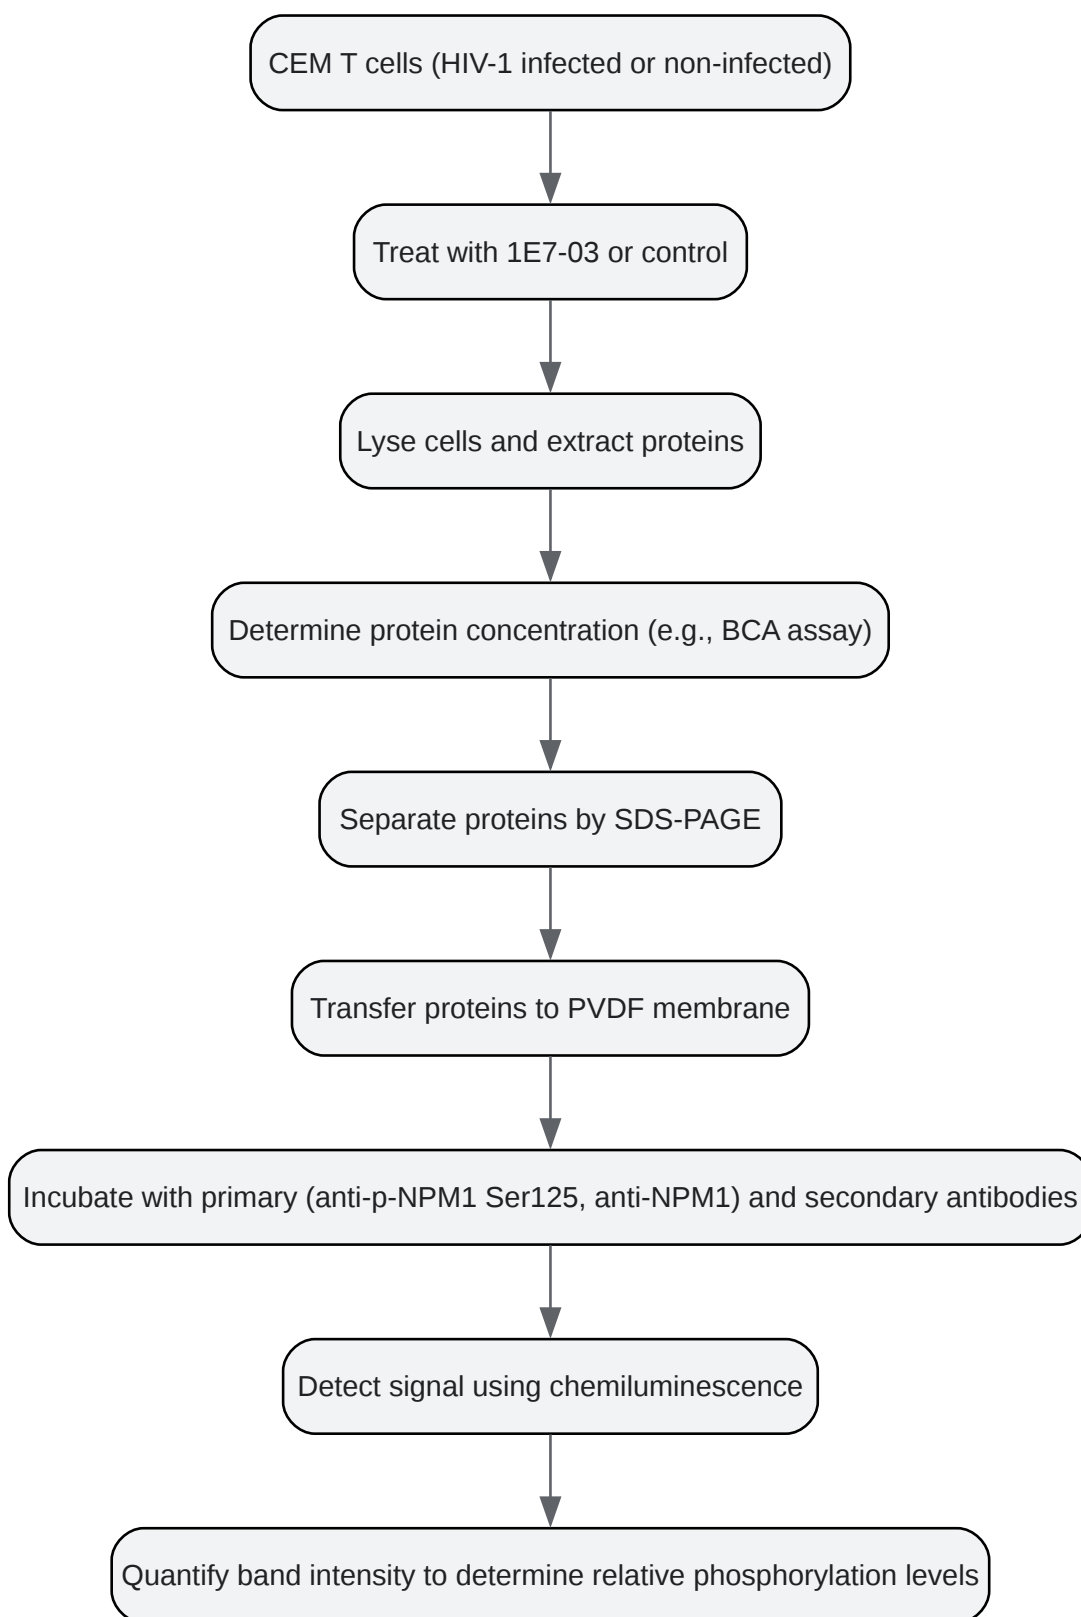 CEM T cells (HIV-1 infected or non-infected)
Treat with 1E7-03 or control
Lyse cells and extract proteins
Determine protein concentration (e.g., BCA assay)
Separate proteins by SDS-PAGE
Transfer proteins to PVDF membrane
Incubate with primary (anti-p-NPM1 Ser125, anti-NPM1) and secondary antibodies
Detect signal using chemiluminescence
Quantify band intensity to determine relative phosphorylation levels